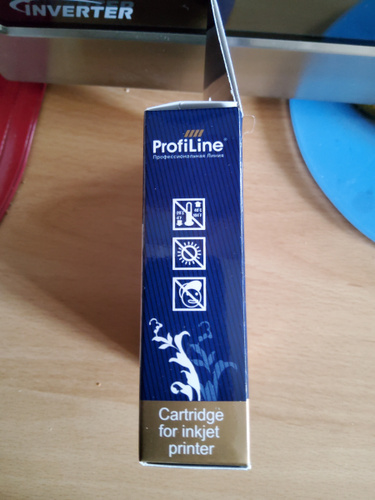 INVERTER
ProfiLine®
Профессиональная Линия
Cartridge
for inkjet
printer